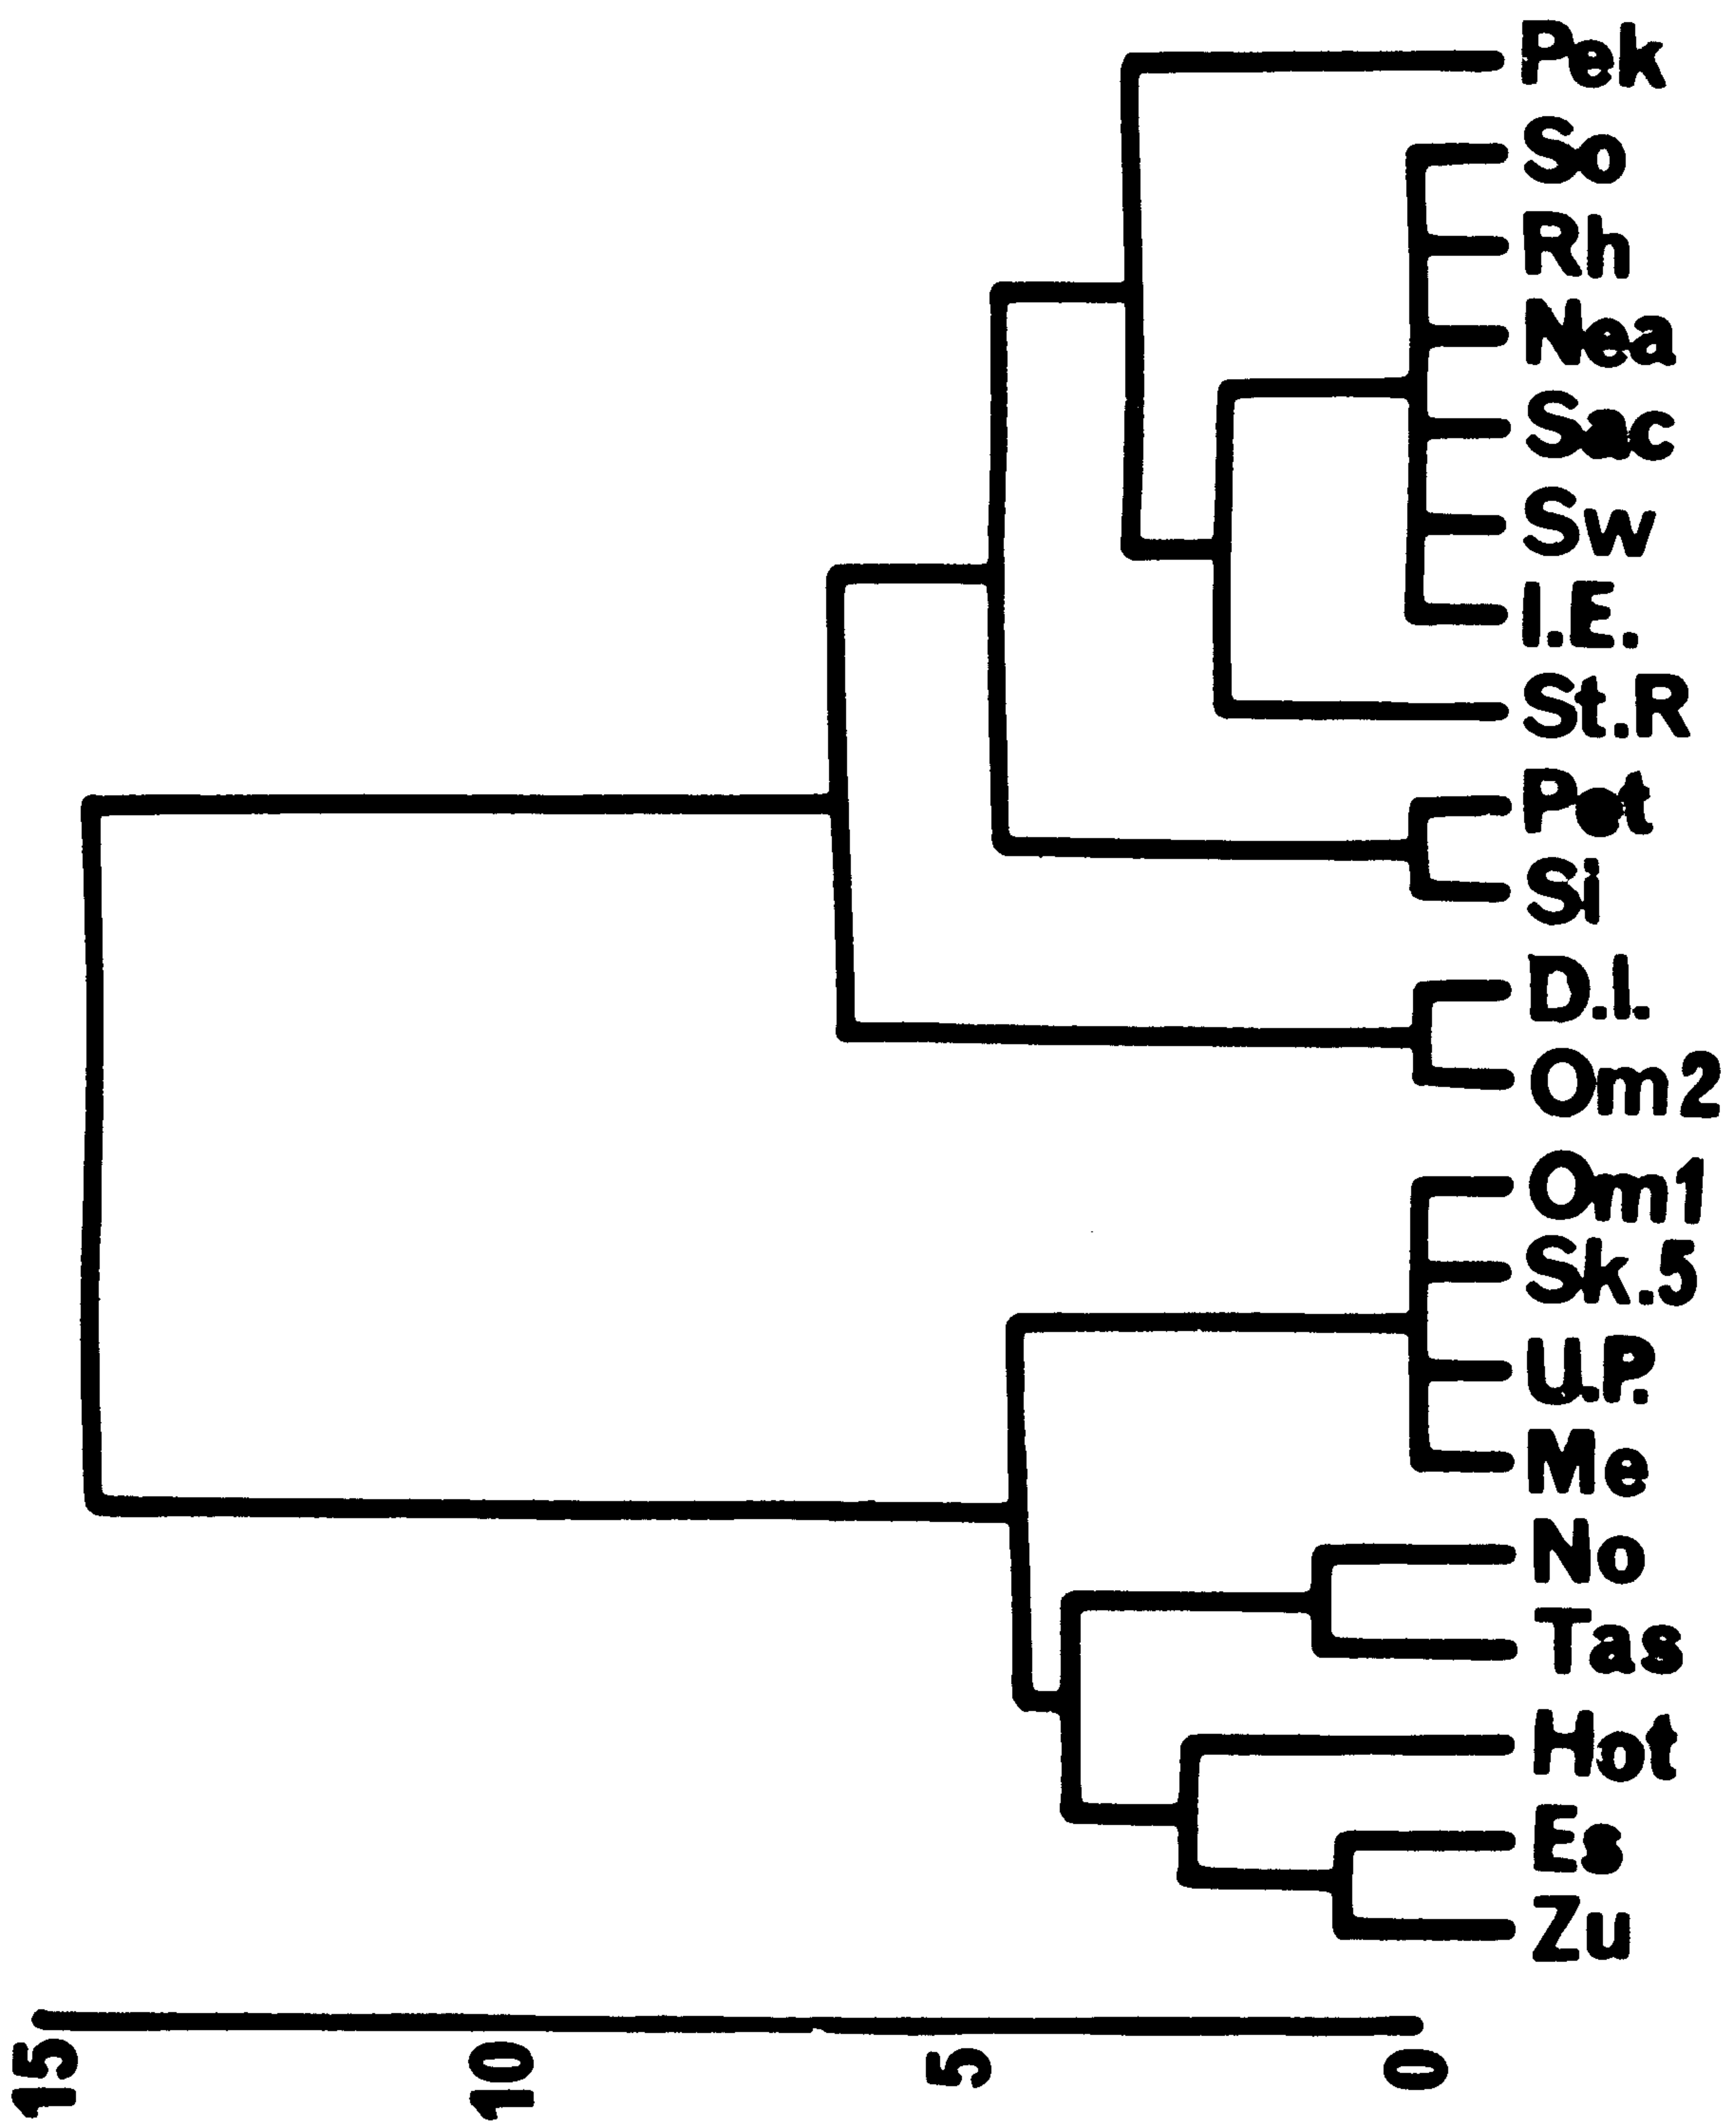 Pek
So
Rh
Nea
Sac
Sw
I.E.
St.R
Pet
Si
D.I.
Om2
Om1
Sk.5
U.P.
Me
No
Tas
Hot
Es
Zu
15 10 5 0